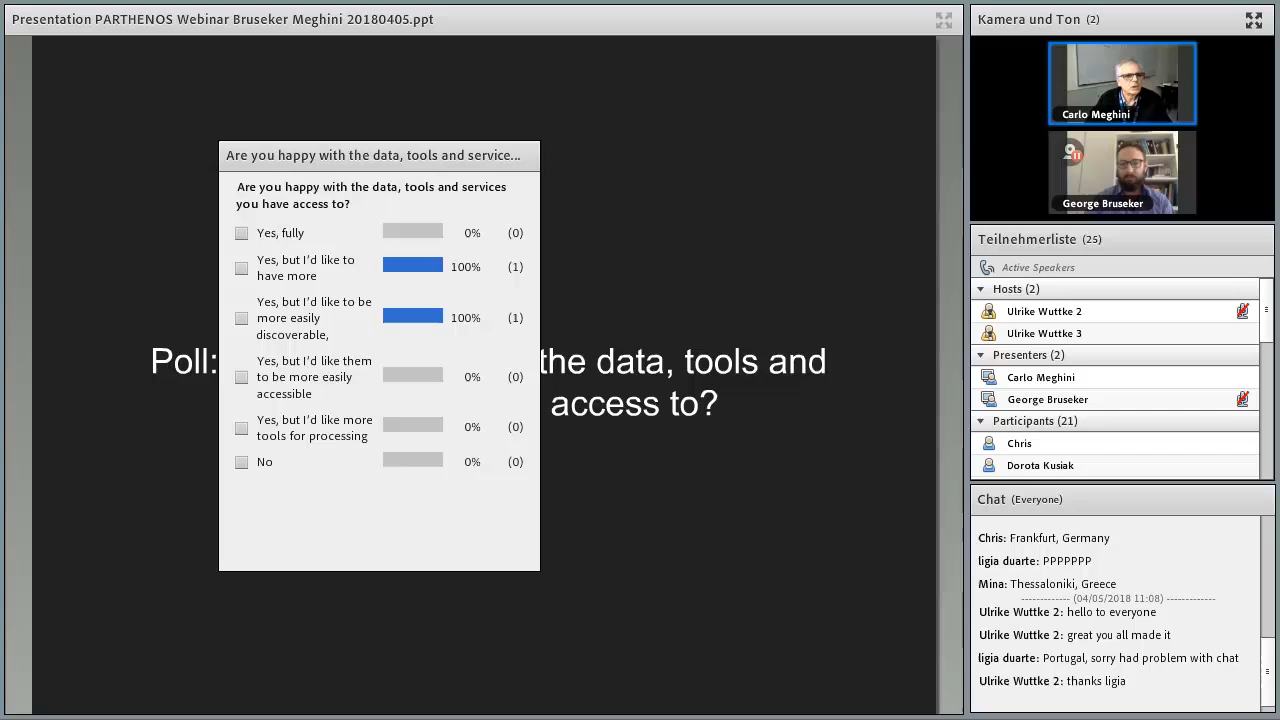 Presentation PARTHENOS Webinar Bruseker Meghini 20180405.ppt
Poll:
the data, tools and
access to?
Are you happy with the data, tools and service...
Are you happy with the data, tools and services
you have access to?
Yes, fully 0% (0)
Yes, but I'd like to
have more 100% (1)
Yes, but I'd like to be
more easily
discoverable, 100% (1)
Yes, but I'd like them
to be more easily
accessible 0% (0)
Yes, but I'd like more
tools for processing 0% (0)
No 0% (0)
Kamera und Ton (2)
Carlo Meghini
George Bruseker
Teilnehmerliste (25)
Active Speakers
Hosts (2)
Ulrike Wuttke 2
Ulrike Wuttke 3
Presenters (2)
Carlo Meghini
George Bruseker
Participants (21)
Chris
Dorota Kusiak
Chat (Everyone)
Chris: Frankfurt, Germany
ligia duarte: PPPPPPP
Mina: Thessaloniki, Greece
------------- (04/05/2018 11:08) -------------
Ulrike Wuttke 2: hello to everyone
Ulrike Wuttke 2: great you all made it
ligia duarte: Portugal, sorry had problem with chat
Ulrike Wuttke 2: thanks ligia